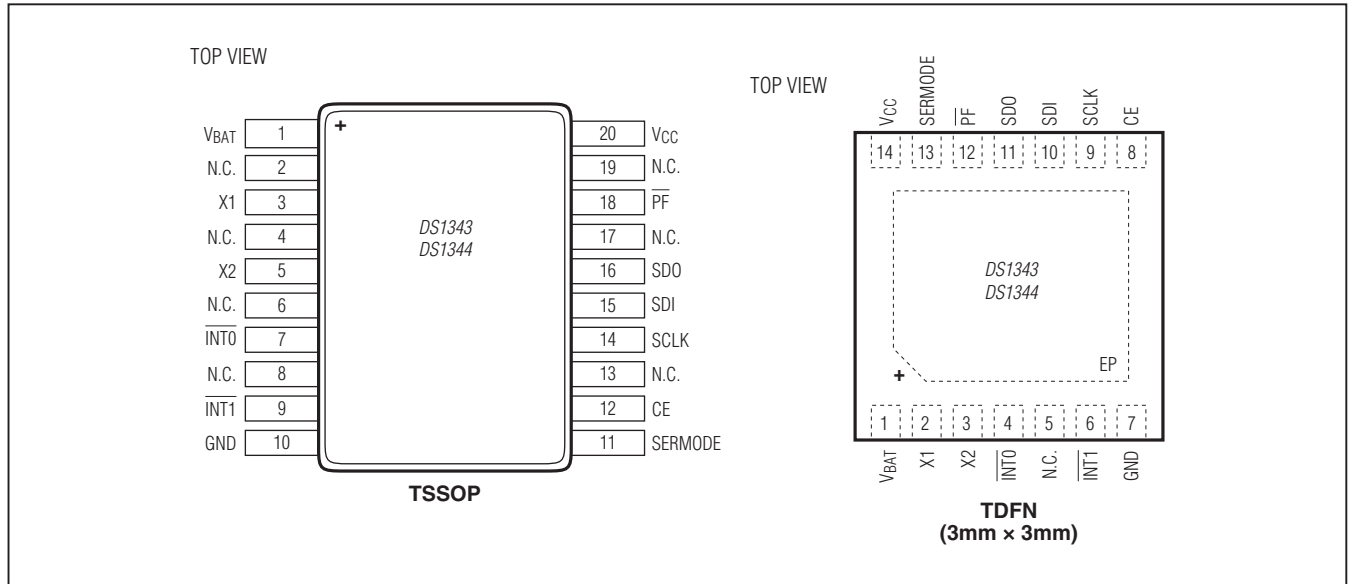 TOP VIEW
+
VBAT 1
N.C. 2
X1 3
N.C. 4
X2 5
N.C. 6
INT0 7
N.C. 8
INT1 9
GND 10
DS1343
DS1344
20 VCC
19 N.C.
18 PF
17 N.C.
16 SDO
15 SDI
14 SCLK
13 N.C.
12 CE
11 SERMODE
TSSOP
TOP VIEW
VCC SERMODE PF SDO SDI SCLK CE
14 13 12 11 10 9 8
DS1343
DS1344
EP
+
1 2 3 4 5 6 7
VBAT X1 X2 INT0 N.C. INT1 GND
TDFN
(3mm × 3mm)